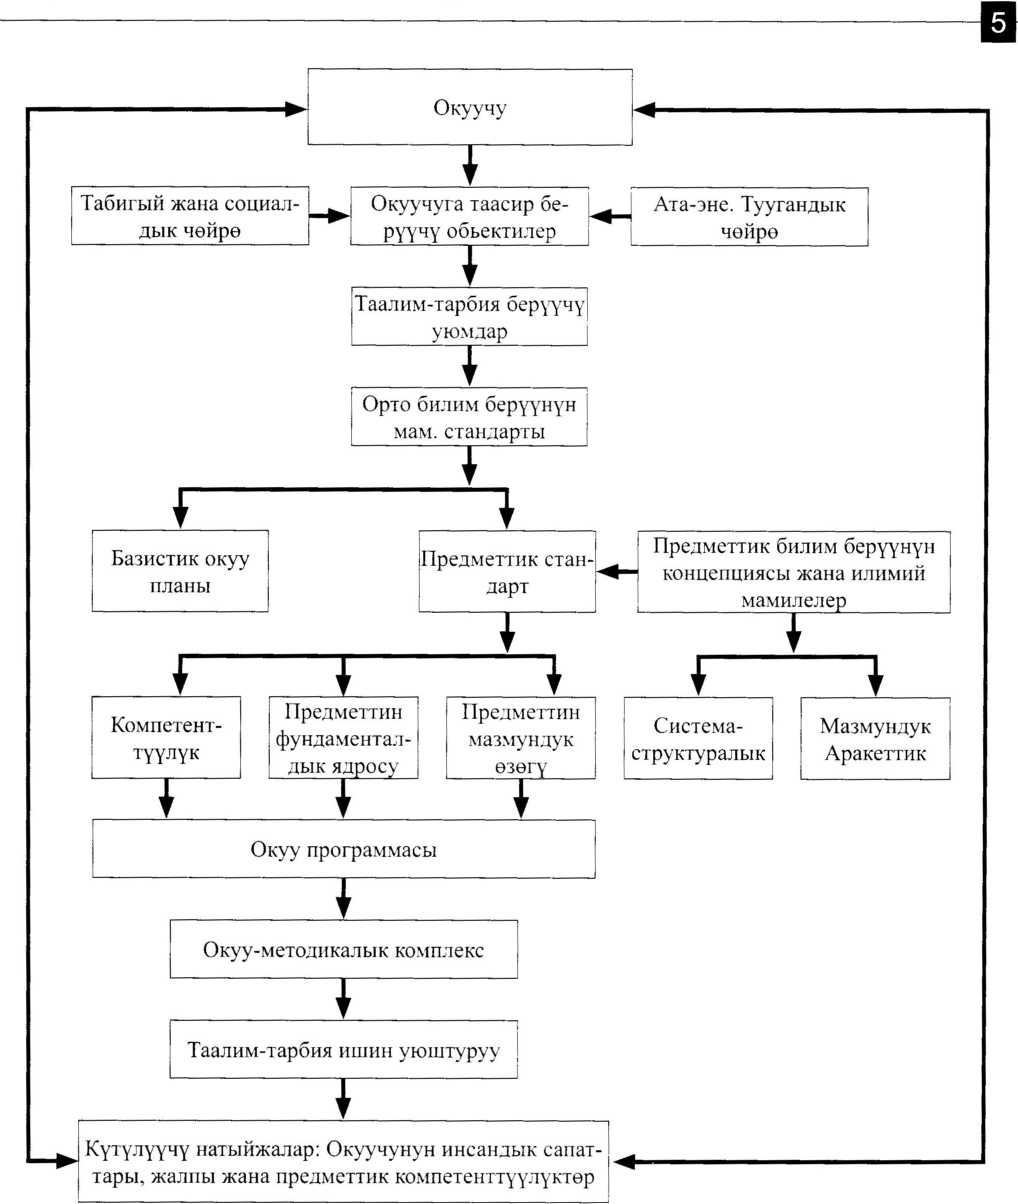 5
Окуучу
Табигый жана социал-
дык чөйрө
Окуучуга таасир бе-
рүүчү обьектилер
Ата-эне. Туугандык
чөйрө
Таалим-тарбия берүүчү
уюмдар
Орто билим берүүнүн
мам. стандарты
Базистик окуу
планы
Предметтик стан-
дарт
Предметтик билим берүүнүн
концепциясы жана илимий
мамилелер
Компетент-
түүлүк
Предметтин
фундаментал-
дык ядросу
Предметтин
мазмундук
өзөгү
Система-
структуралык
Мазмундук
Аракеттик
Окуу программасы
Окуу-методикалык комплекс
Таалим-тарбия ишин уюштуруу
Күтүлүүчү натыйжалар: Окуучунун инсандык сапат-
тары, жалпы жана предметтик компетенттүүлүктөр